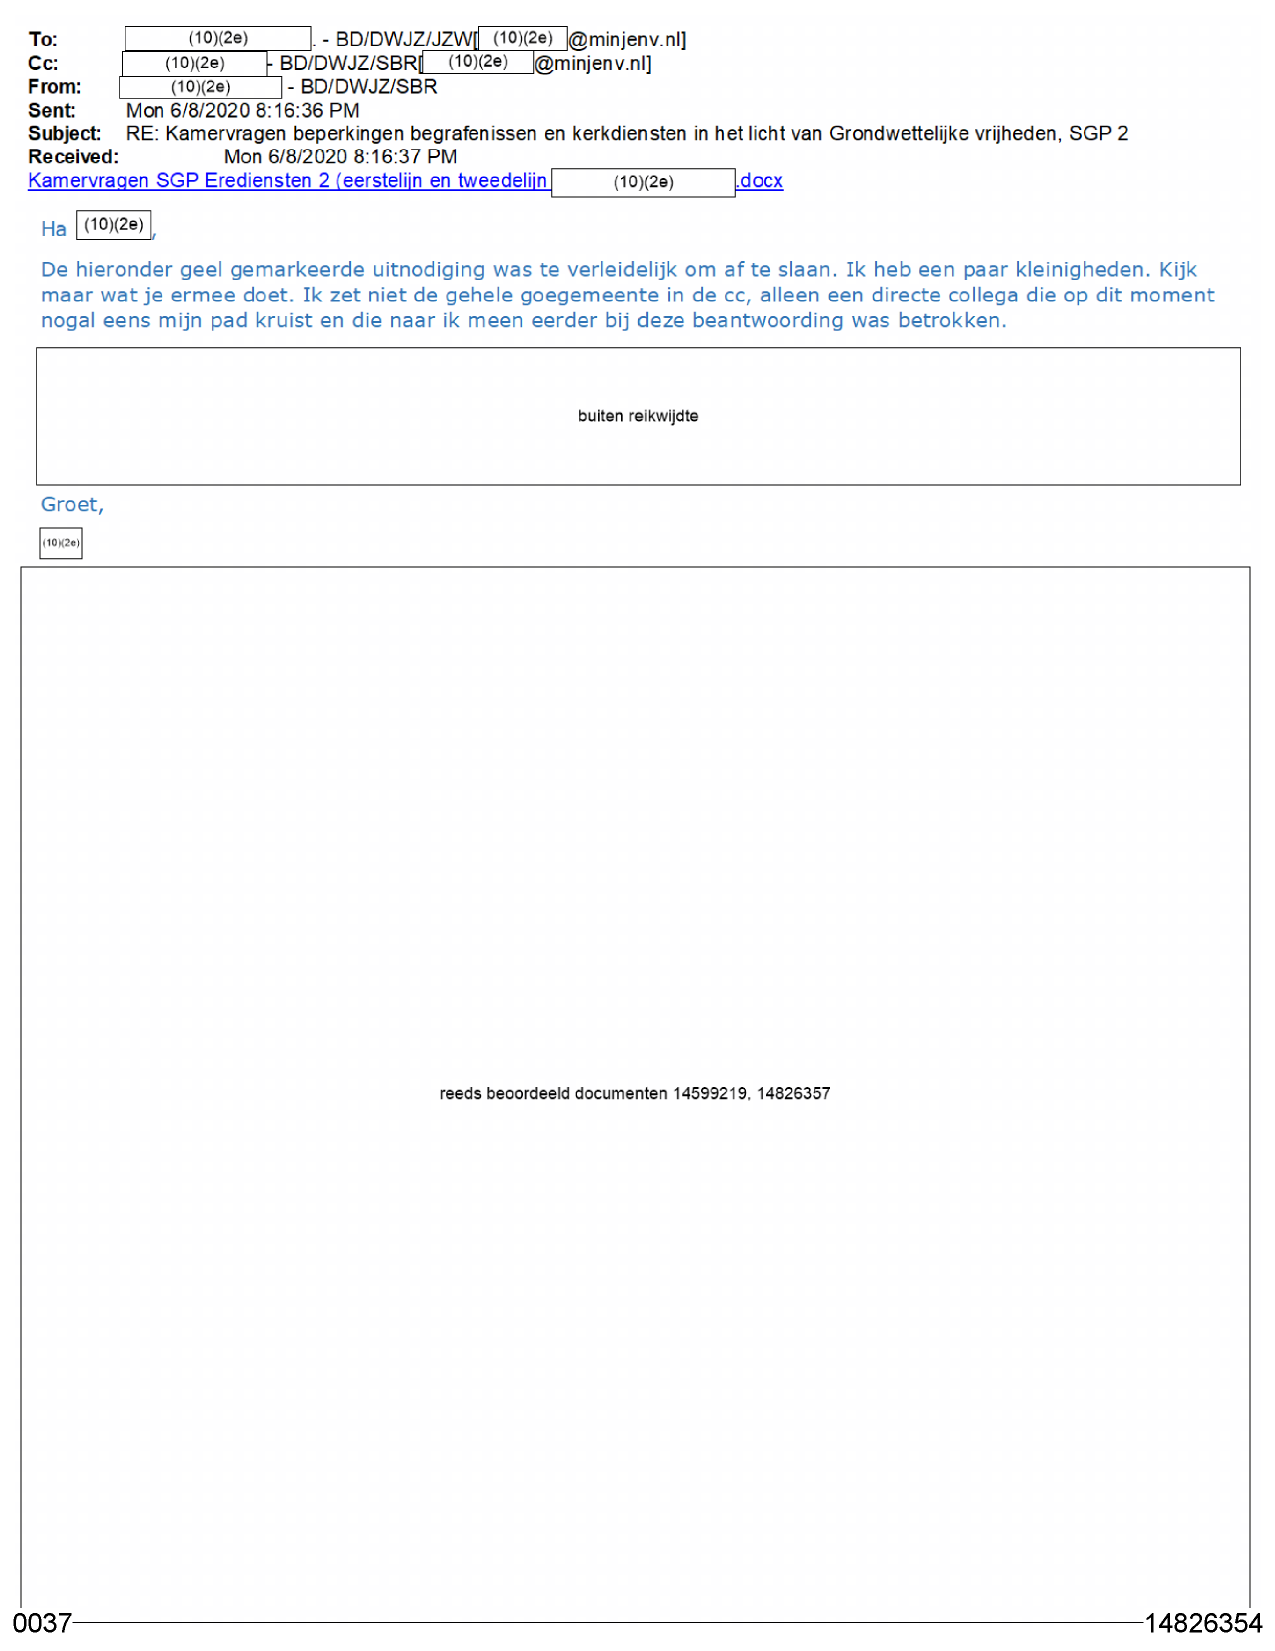 To: (10)(2e) . - BD/DWJZ/JZW[ (10)(2e) @minjenv.nl]
Cc: (10)(2e) - BD/DWJZ/SBR[ (10)(2e) @minjenv.nl]
From: (10)(2e) - BD/DWJZ/SBR
Sent: Mon 6/8/2020 8:16:36 PM
Subject: RE: Kamervragen beperkingen begrafenissen en kerkdiensten in het licht van Grondwettelijke vrijheden, SGP 2
Received: Mon 6/8/2020 8:16:37 PM
Kamervragen SGP Erediensten 2 (eerstelijn en tweedelijn (10)(2e) .docx
Ha (10)(2e) ,
De hieronder geel gemarkeerde uitnodiging was te verleidelijk om af te slaan. Ik heb een paar kleinigheden. Kijk
maar wat je ermee doet. Ik zet niet de gehele goegemeente in de cc, alleen een directe collega die op dit moment
nogal eens mijn pad kruist en die naar ik meen eerder bij deze beantwoording was betrokken.
buiten reikwijdte
Groet,
(10)(2e)
reeds beoordeeld documenten 14599219, 14826357
0037 14826354